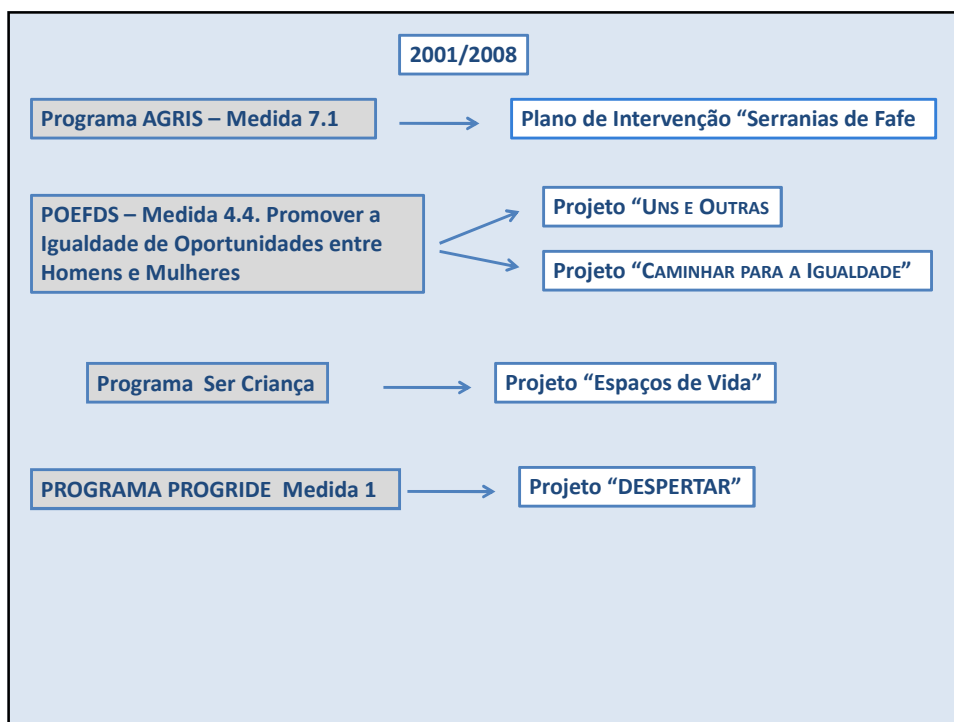 2001/2008
Programa AGRIS – Medida 7.1
Plano de Intervenção “Serranias de Fafe
POEFDS – Medida 4.4. Promover a
Igualdade de Oportunidades entre
Homens e Mulheres
Projeto “UNS E OUTRAS
Projeto “CAMINHAR PARA A IGUALDADE”
Programa Ser Criança
Projeto “Espaços de Vida”
PROGRAMA PROGRIDE Medida 1
Projeto “DESPERTAR”